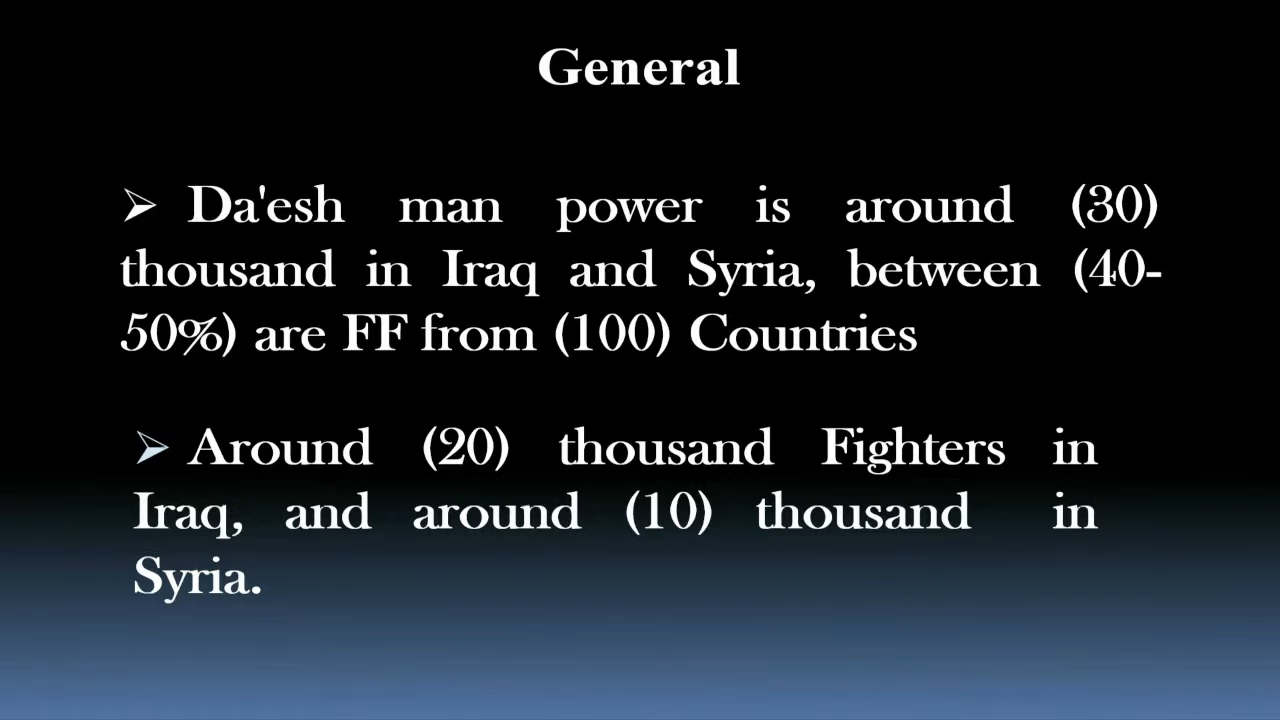 General
➢ Da'esh man power is around (30)
thousand in Iraq and Syria, between (40-
50%) are FF from (100) Countries
➢ Around (20) thousand Fighters in
Iraq, and around (10) thousand in
Syria.